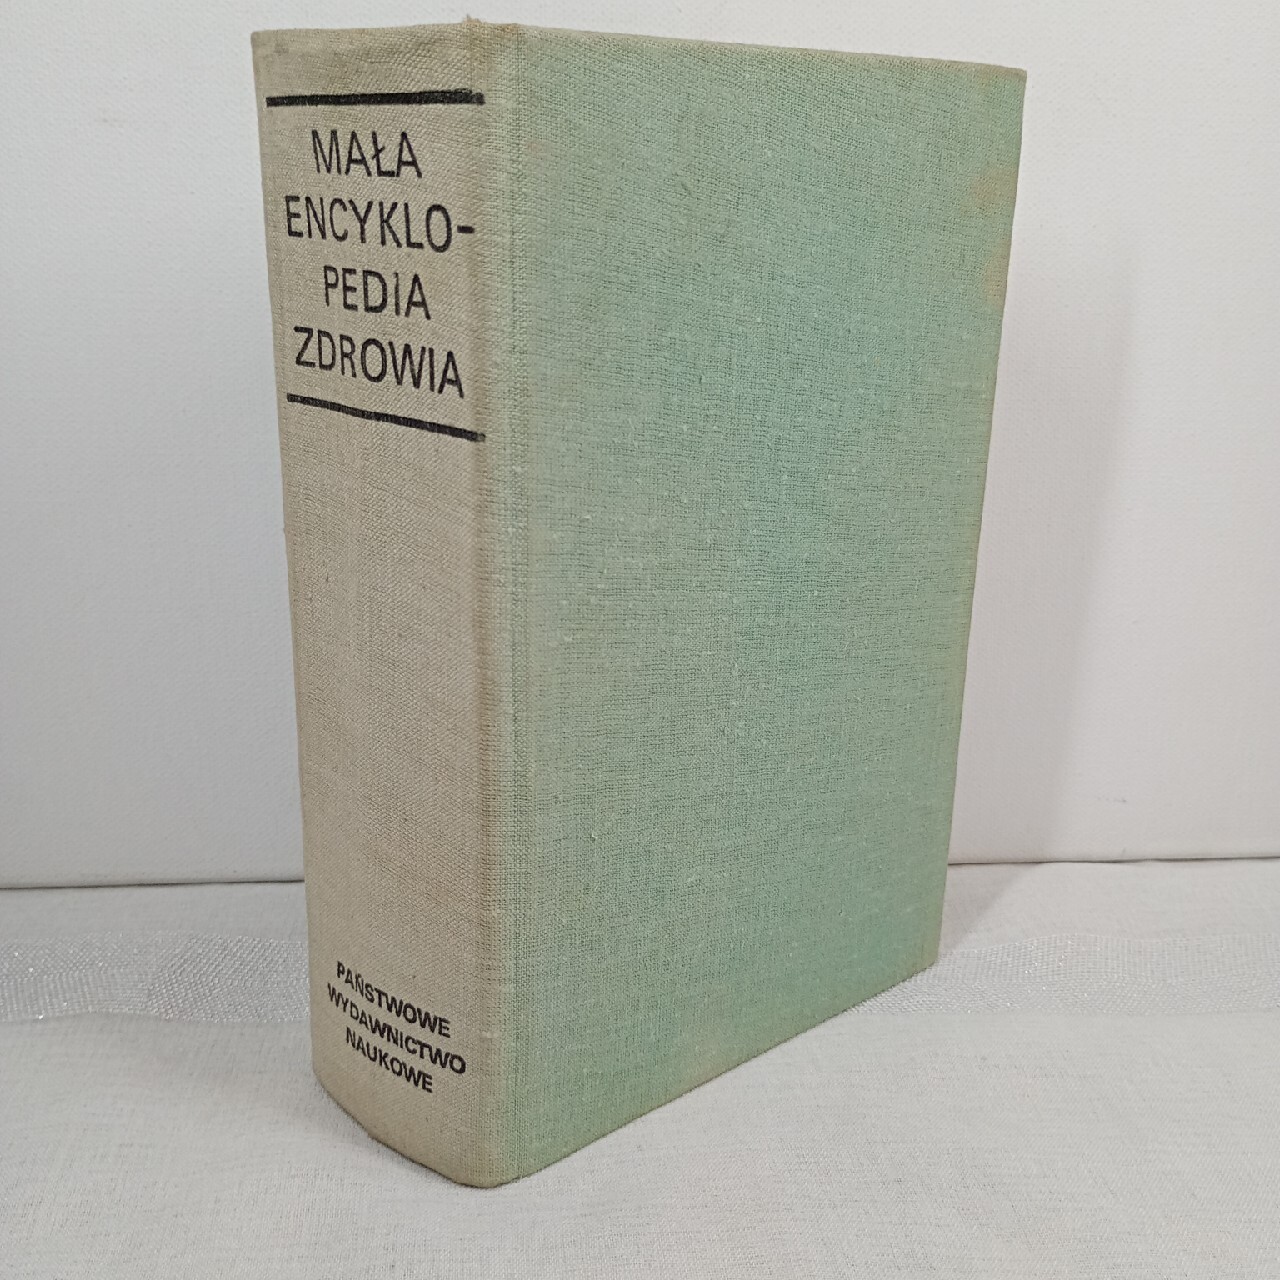 MAŁA
ENCYKLO-
PEDIA
ZDROWIA
PAŃSTWOWE
WYDAWNICTWO
NAUKOWE